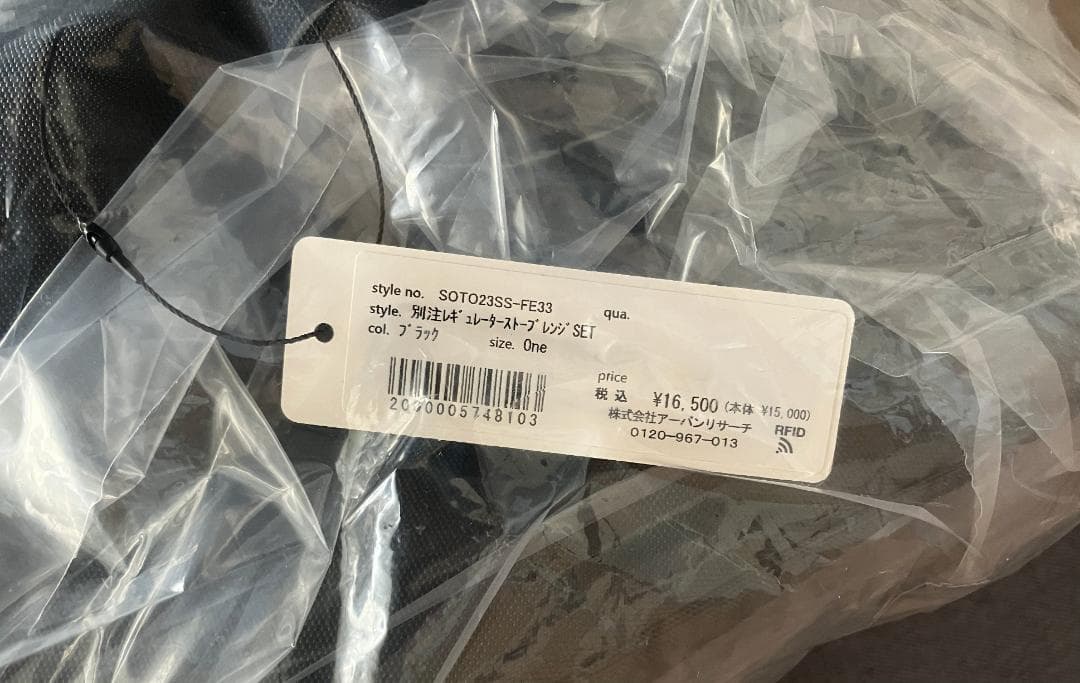 style no. SOTO23SS-FE33
qua.
style. 別注ﾚｷﾞｭﾚｰﾀｰｽﾄｰﾌﾞﾚﾝｼﾞSET
col. ﾌﾞﾗｯｸ
size. One
2000005748103
price
税込 ¥16,500 (本体 ¥15,000)
株式会社アーバンリサーチ
0120-967-013
RFID